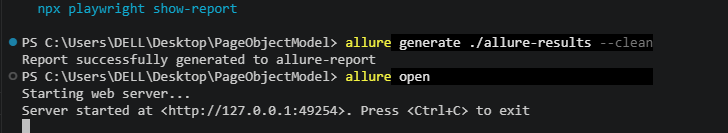 npx playwright show-report
PS C:\Users\DELL\Desktop\PageObjectModel> allure generate ./allure-results --clean
Report successfully generated to allure-report
PS C:\Users\DELL\Desktop\PageObjectModel> allure open
Starting web server...
Server started at <http://127.0.0.1:49254>. Press <Ctrl+C> to exit